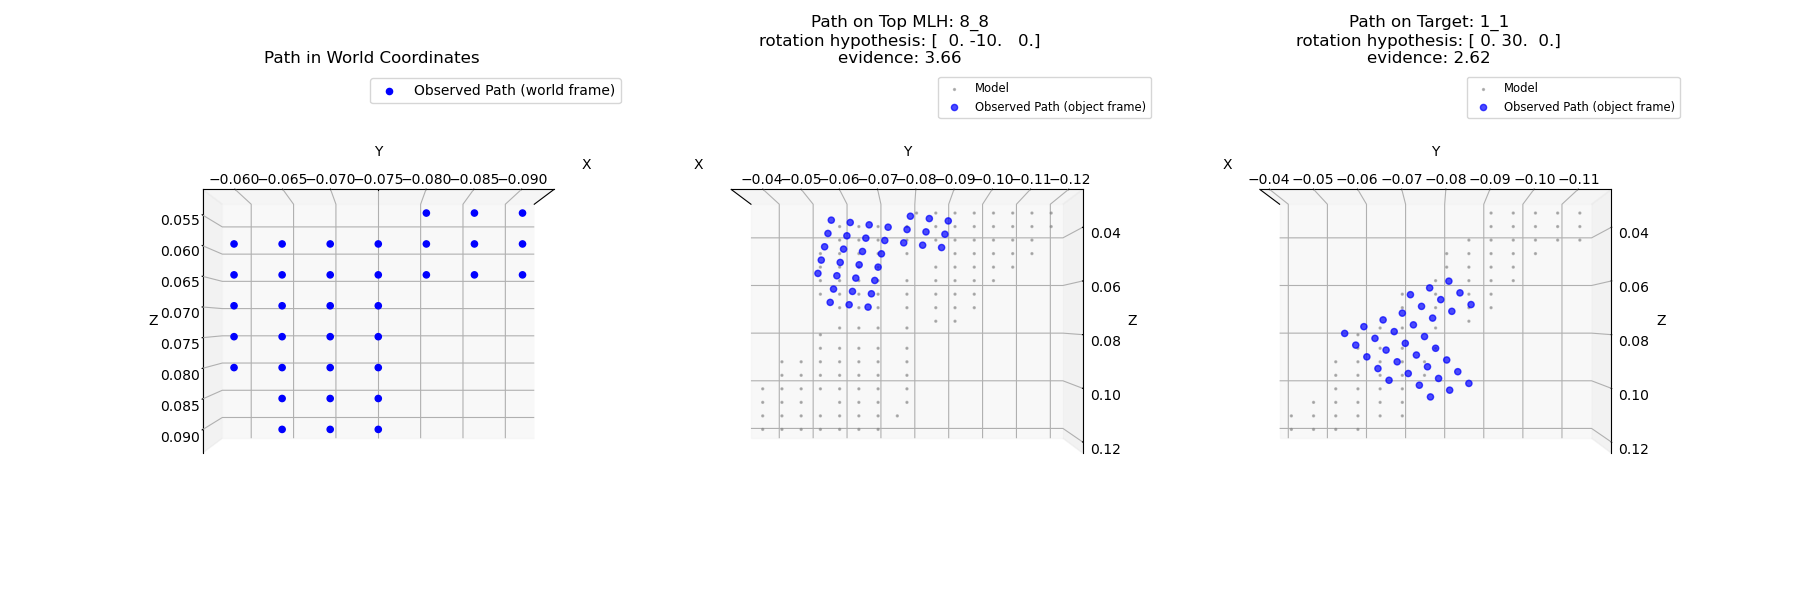 Path in World Coordinates
Observed Path (world frame)
Y
X
−0.060 −0.065 −0.070 −0.075 −0.080 −0.085 −0.090
0.055
0.060
0.065
0.070
Z
0.075
0.080
0.085
0.090
Path on Top MLH: 8_8
rotation hypothesis: [  0. -10.   0.]
evidence: 3.66
Model
Observed Path (object frame)
Y
X
−0.04 −0.05 −0.06 −0.07 −0.08 −0.09 −0.10 −0.11 −0.12
0.04
0.06
Z
0.08
0.10
0.12
Path on Target: 1_1
rotation hypothesis: [ 0. 30.  0.]
evidence: 2.62
Model
Observed Path (object frame)
Y
X
−0.04 −0.05 −0.06 −0.07 −0.08 −0.09 −0.10 −0.11
0.04
0.06
Z
0.08
0.10
0.12